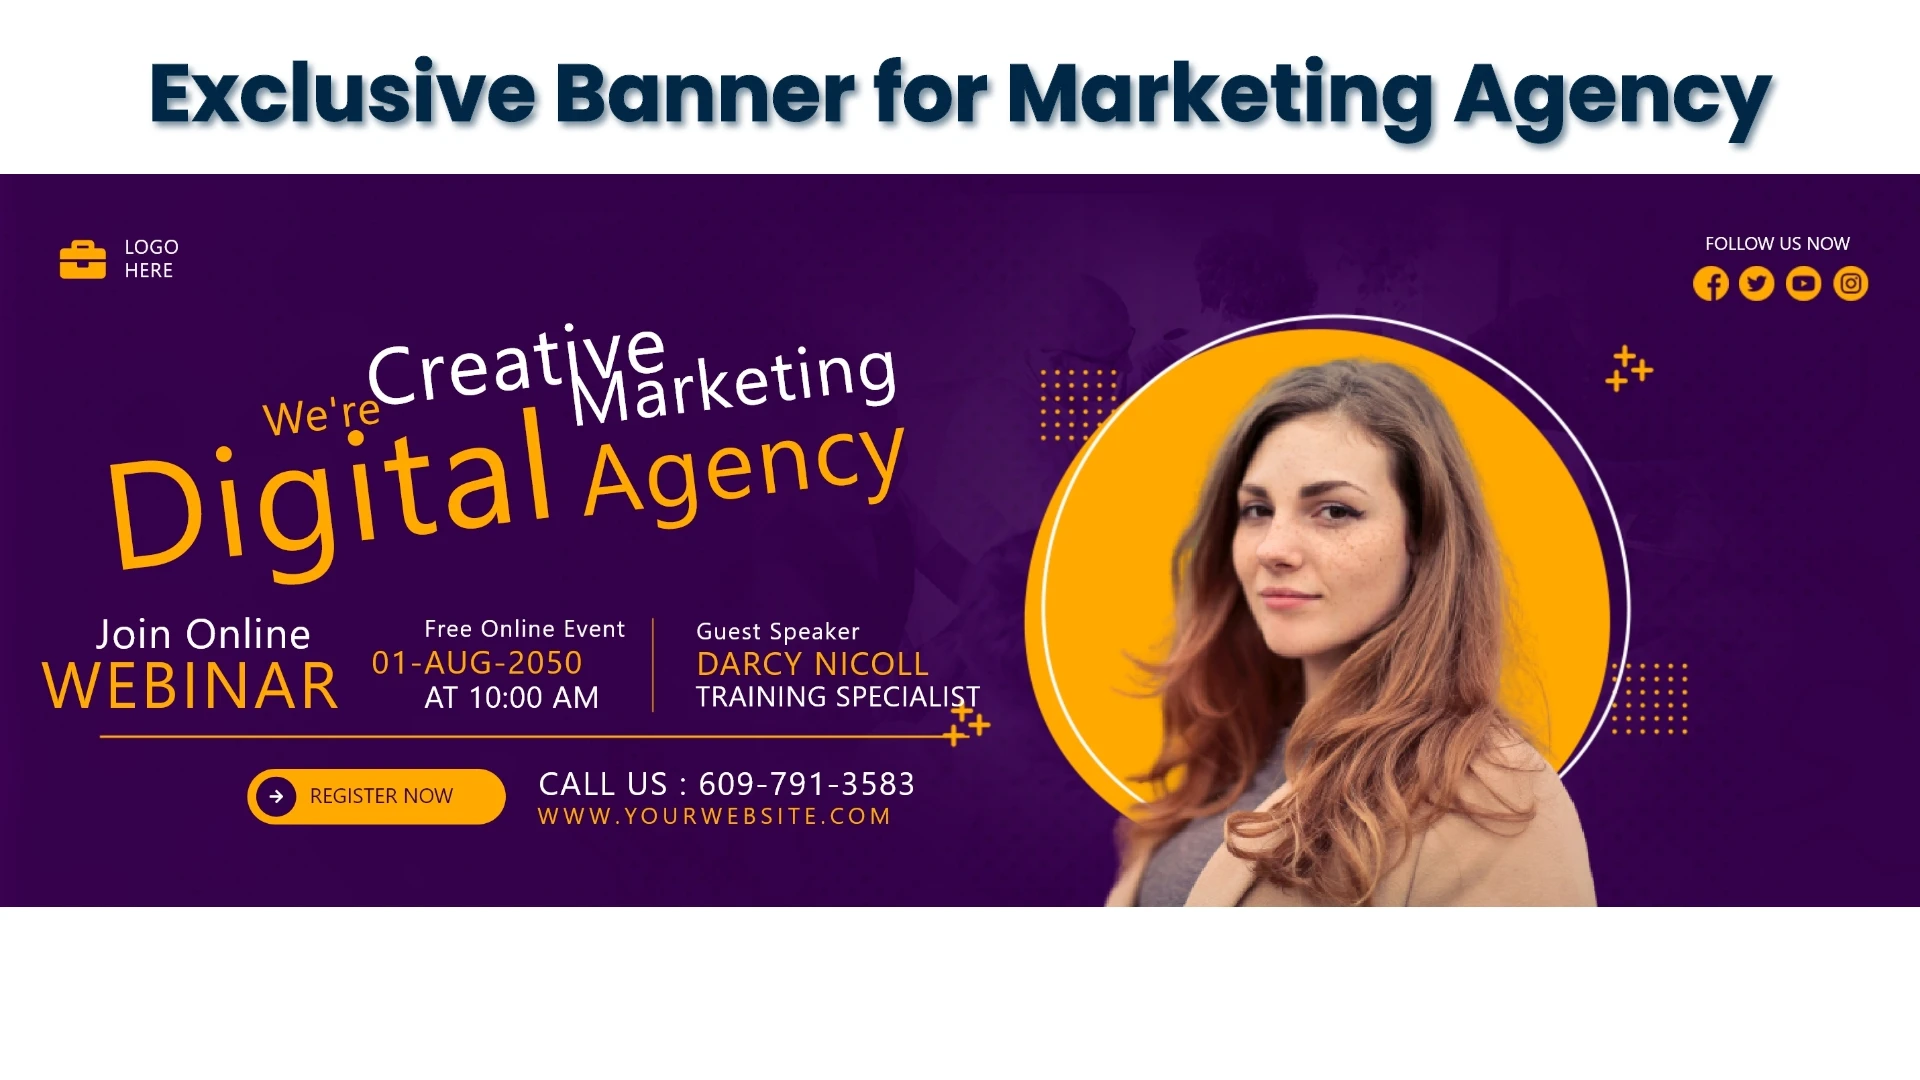 Exclusive Banner for Marketing Agency
LOGO
HERE
FOLLOW US NOW
We're Creative
Marketing
Digital Agency
Join Online
WEBINAR
Free Online Event
01-AUG-2050
AT 10:00 AM
Guest Speaker
DARCY NICOLL
TRAINING SPECIALIST
REGISTER NOW
CALL US : 609-791-3583
WWW.YOURWEBSITE.COM